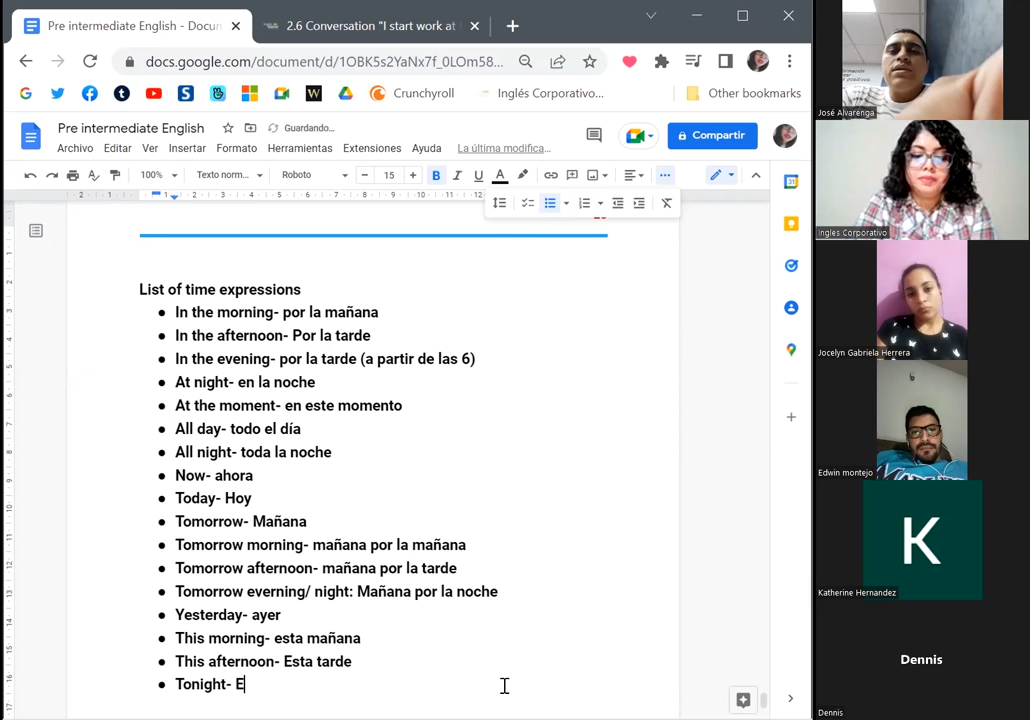 Pre intermediate English - Docun
2.6 Conversation "I start work at
docs.google.com/document/d/1OBK5s2YaNx7f_0LOm58...
Crunchyroll
Inglés Corporativo...
Other bookmarks
Pre intermediate English
Guardando...
Archivo Editar Ver Insertar Formato Herramientas Extensiones Ayuda La última modifica...
Compartir
100% Texto norm... Roboto 15
List of time expressions
In the morning- por la mañana
In the afternoon- Por la tarde
In the evening- por la tarde (a partir de las 6)
At night- en la noche
At the moment- en este momento
All day- todo el día
All night- toda la noche
Now- ahora
Today- Hoy
Tomorrow- Mañana
Tomorrow morning- mañana por la mañana
Tomorrow afternoon- mañana por la tarde
Tomorrow everning/ night: Mañana por la noche
Yesterday- ayer
This morning- esta mañana
This afternoon- Esta tarde
Tonight- E
José Alvarenga
Ingles Corporativo
Jocelyn Gabriela Herrera
Edwin montejo
K
Katherine Hernandez
Dennis
Dennis